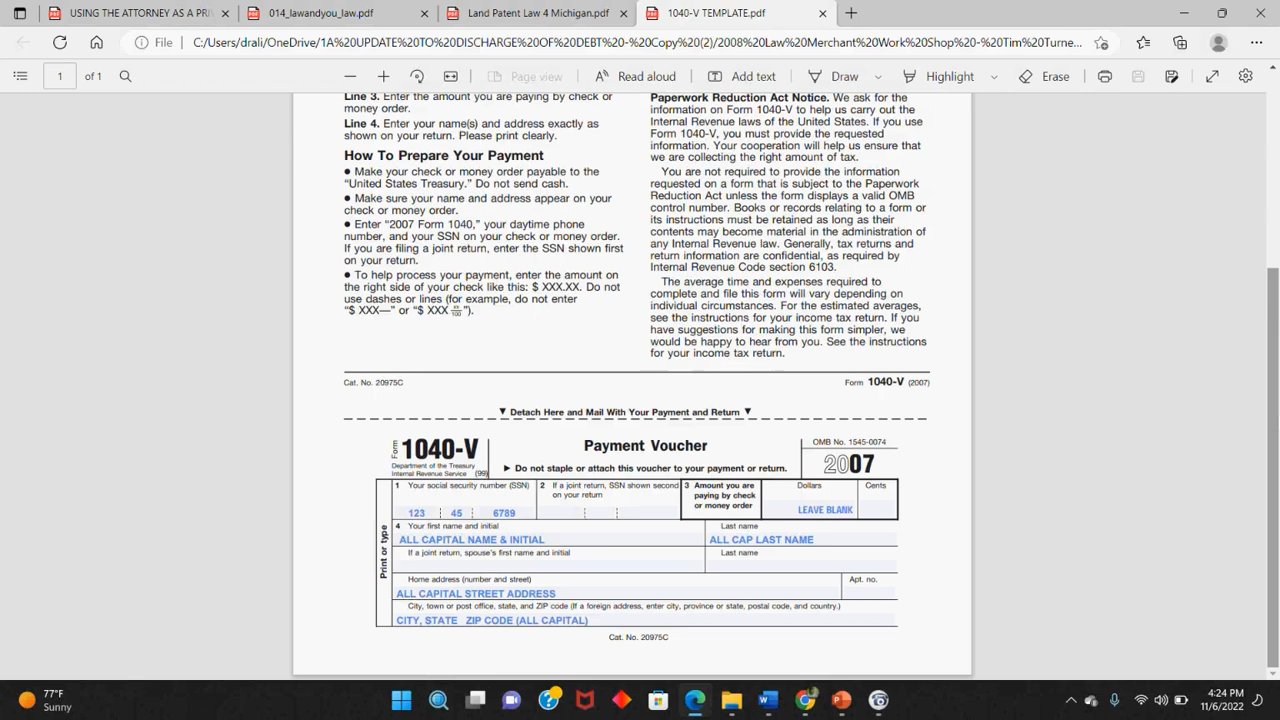 USING THE ATTORNEY AS A PRI
014_lawandyou_law.pdf
Land Patent Law 4 Michigan.pdf
1040-V TEMPLATE.pdf
File
C:/Users/drali/OneDrive/1A%20UPDATE%20TO%20DISCHARGE%20OF%20DEBT%20-%20Copy%20(2)/2008%20Law%20Merchant%20Work%20Shop%20-%20Tim%20Turne...
1 of 1
Page view
Read aloud
Add text
Draw
Highlight
Erase
Line 3. Enter the amount you are paying by check or
money order.
Line 4. Enter your name(s) and address exactly as
shown on your return. Please print clearly.
How To Prepare Your Payment
● Make your check or money order payable to the
“United States Treasury.” Do not send cash.
● Make sure your name and address appear on your
check or money order.
● Enter “2007 Form 1040,” your daytime phone
number, and your SSN on your check or money order.
If you are filing a joint return, enter the SSN shown first
on your return.
● To help process your payment, enter the amount on
the right side of your check like this: $ XXX.XX. Do not
use dashes or lines (for example, do not enter
“$ XXX—” or “$ XXX xx/100”).
Paperwork Reduction Act Notice. We ask for the
information on Form 1040-V to help us carry out the
Internal Revenue laws of the United States. If you use
Form 1040-V, you must provide the requested
information. Your cooperation will help us ensure that
we are collecting the right amount of tax.
You are not required to provide the information
requested on a form that is subject to the Paperwork
Reduction Act unless the form displays a valid OMB
control number. Books or records relating to a form or
its instructions must be retained as long as their
contents may become material in the administration of
any Internal Revenue law. Generally, tax returns and
return information are confidential, as required by
Internal Revenue Code section 6103.
The average time and expenses required to
complete and file this form will vary depending on
individual circumstances. For the estimated averages,
see the instructions for your income tax return. If you
have suggestions for making this form simpler, we
would be happy to hear from you. See the instructions
for your income tax return.
Cat. No. 20975C
Form 1040-V (2007)
▼ Detach Here and Mail With Your Payment and Return ▼
Form 1040-V
Department of the Treasury
Internal Revenue Service (99)
Payment Voucher
► Do not staple or attach this voucher to your payment or return.
OMB No. 1545-0074
2007
Print or type
1 Your social security number (SSN)
123 45 6789
2 If a joint return, SSN shown second
on your return
3 Amount you are
paying by check
or money order
Dollars
LEAVE BLANK
Cents
4 Your first name and initial
ALL CAPITAL NAME & INITIAL
Last name
ALL CAP LAST NAME
If a joint return, spouse’s first name and initial
Last name
Home address (number and street)
ALL CAPITAL STREET ADDRESS
Apt. no.
City, town or post office, state, and ZIP code (If a foreign address, enter city, province or state, postal code, and country.)
CITY, STATE ZIP CODE (ALL CAPITAL)
Cat. No. 20975C
77°F
Sunny
4:24 PM
11/6/2022